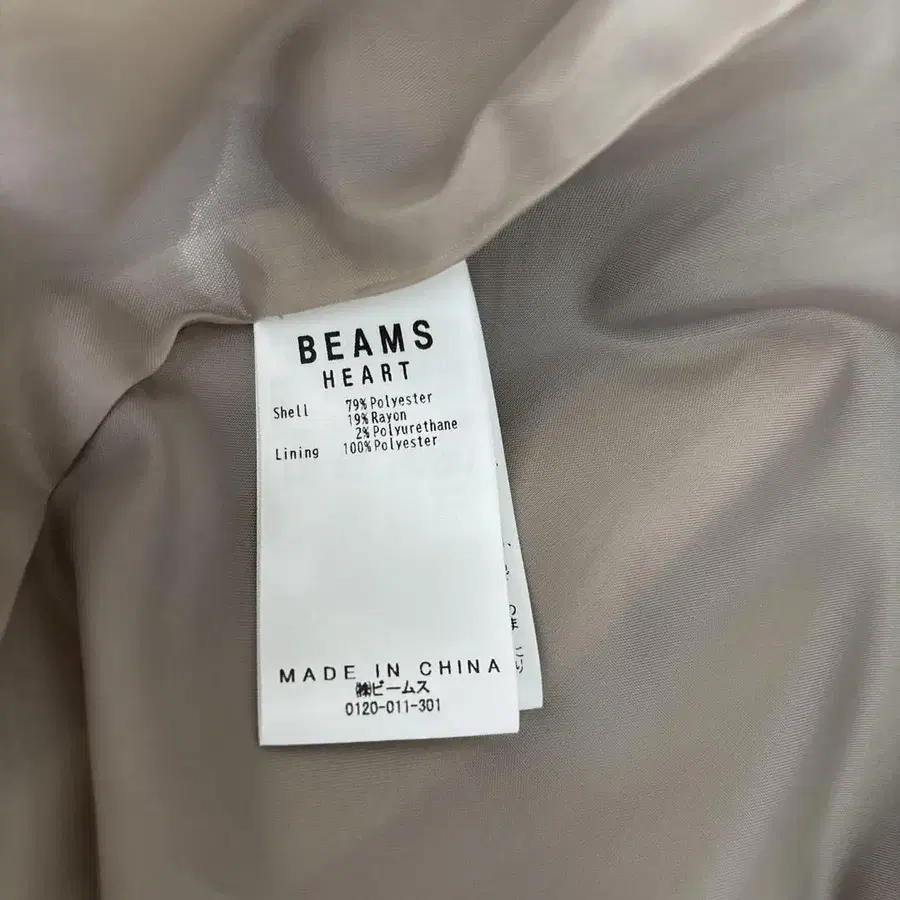 BEAMS
HEART
Shell 79% Polyester
19% Rayon
2% Polyurethane
Lining 100% Polyester
MADE IN CHINA
㈱ビームス
0120-011-301